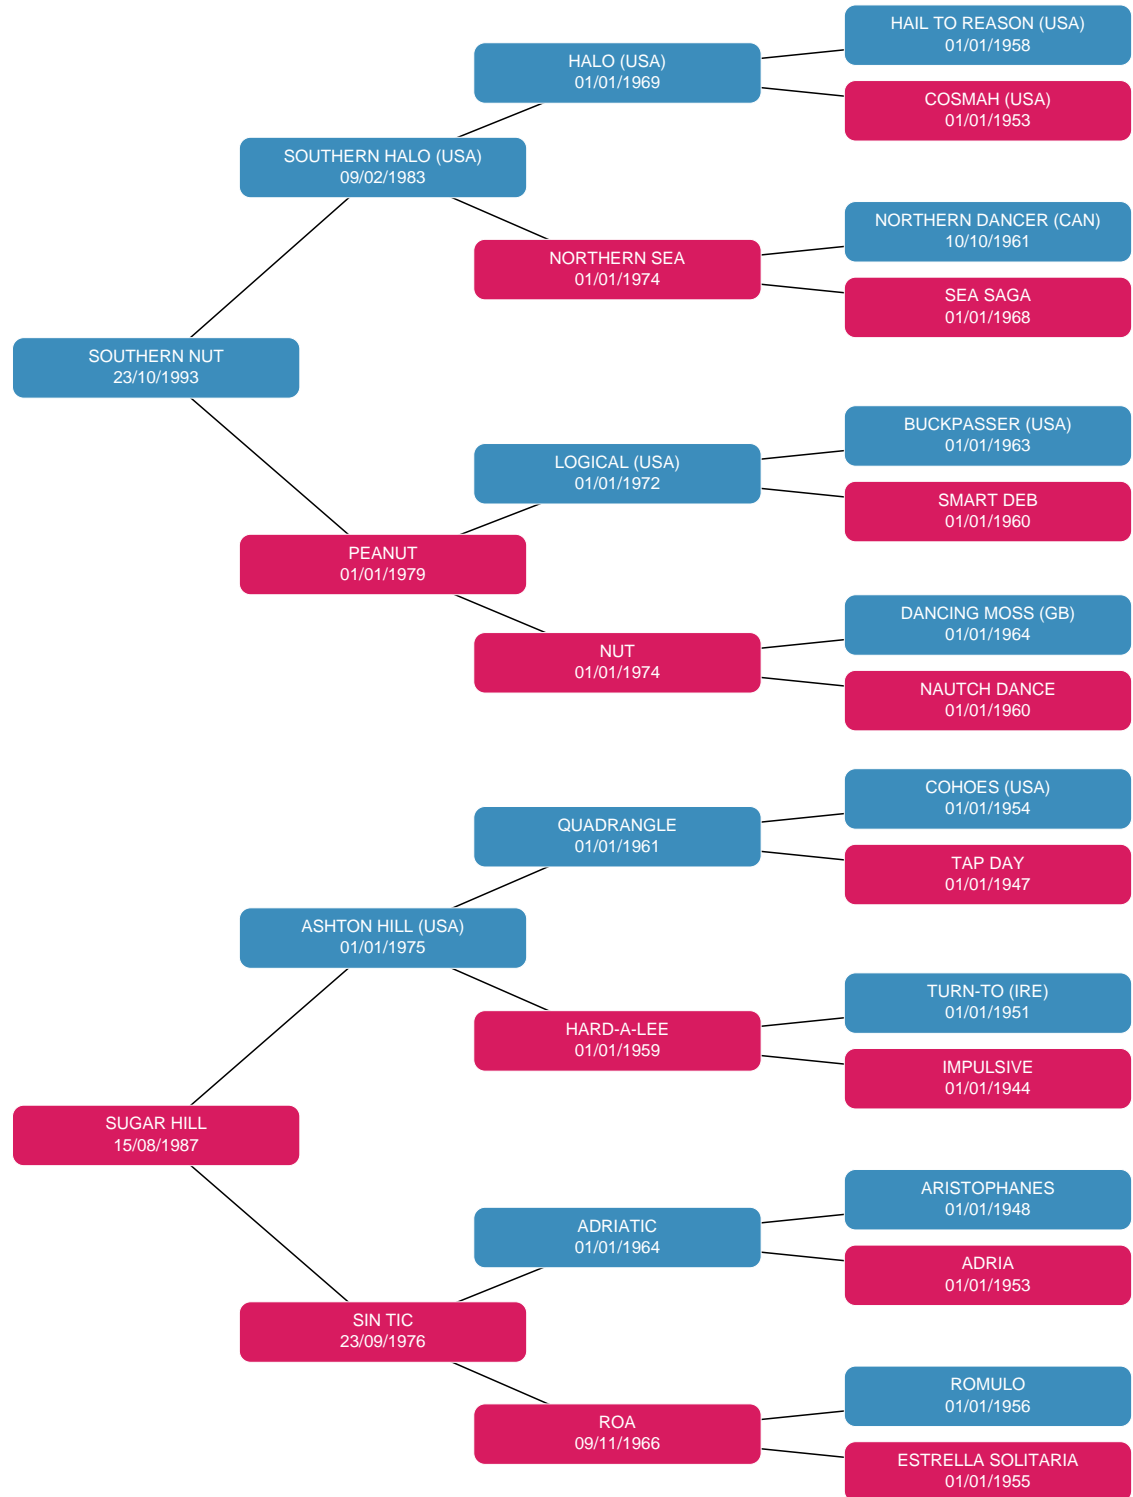 HAIL TO REASON (USA)
01/01/1958
HALO (USA)
01/01/1969
COSMAH (USA)
01/01/1953
SOUTHERN HALO (USA)
09/02/1983
NORTHERN DANCER (CAN)
10/10/1961
NORTHERN SEA
01/01/1974
SEA SAGA
01/01/1968
SOUTHERN NUT
23/10/1993
BUCKPASSER (USA)
01/01/1963
LOGICAL (USA)
01/01/1972
SMART DEB
01/01/1960
PEANUT
01/01/1979
DANCING MOSS (GB)
01/01/1964
NUT
01/01/1974
NAUTCH DANCE
01/01/1960
COHOES (USA)
01/01/1954
QUADRANGLE
01/01/1961
TAP DAY
01/01/1947
ASHTON HILL (USA)
01/01/1975
TURN-TO (IRE)
01/01/1951
HARD-A-LEE
01/01/1959
IMPULSIVE
01/01/1944
SUGAR HILL
15/08/1987
ARISTOPHANES
01/01/1948
ADRIATIC
01/01/1964
ADRIA
01/01/1953
SIN TIC
23/09/1976
ROMULO
01/01/1956
ROA
09/11/1966
ESTRELLA SOLITARIA
01/01/1955